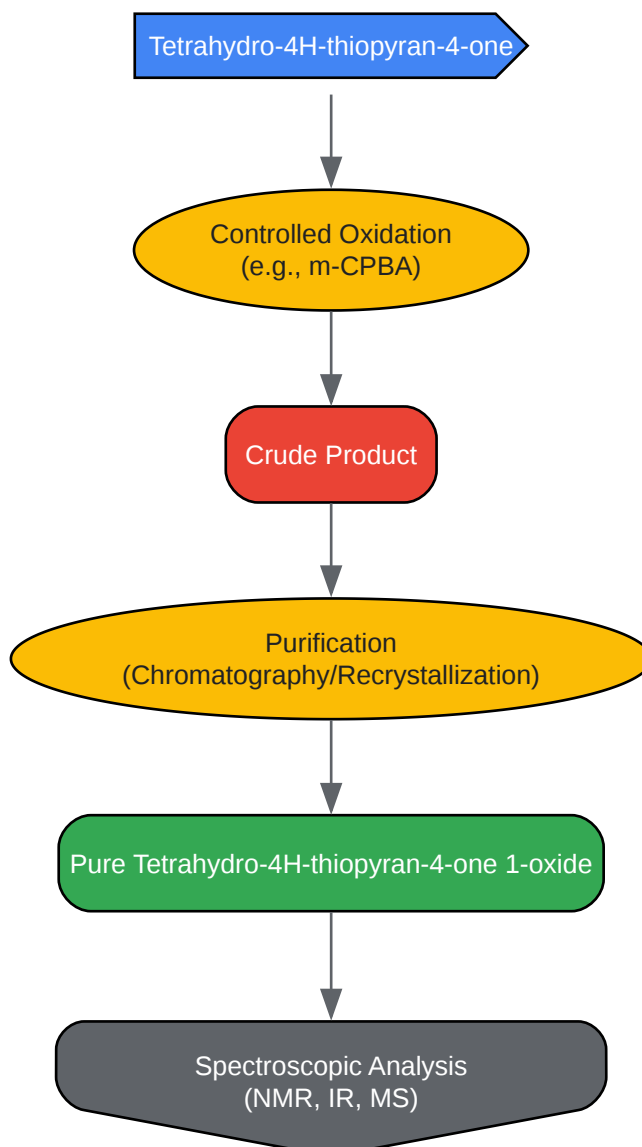 Tetrahydro-4H-thiopyran-4-one
Controlled Oxidation
(e.g., m-CPBA)
Crude Product
Purification
(Chromatography/Recrystallization)
Pure Tetrahydro-4H-thiopyran-4-one 1-oxide
Spectroscopic Analysis
(NMR, IR, MS)